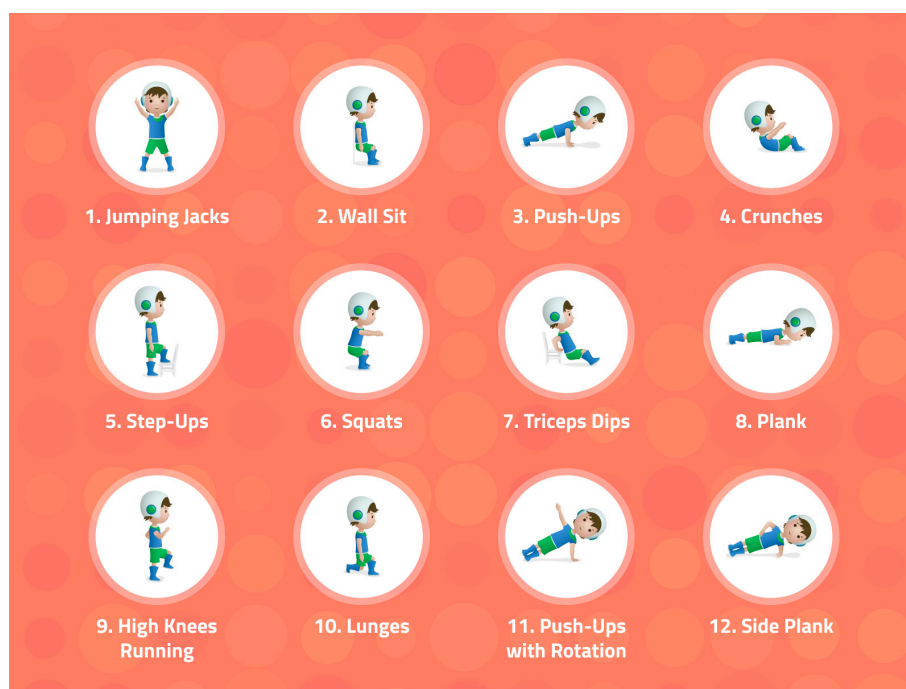 1. Jumping Jacks
2. Wall Sit
3. Push-Ups
4. Crunches
5. Step-Ups
6. Squats
7. Triceps Dips
8. Plank
9. High Knees
Running
10. Lunges
11. Push-Ups
with Rotation
12. Side Plank